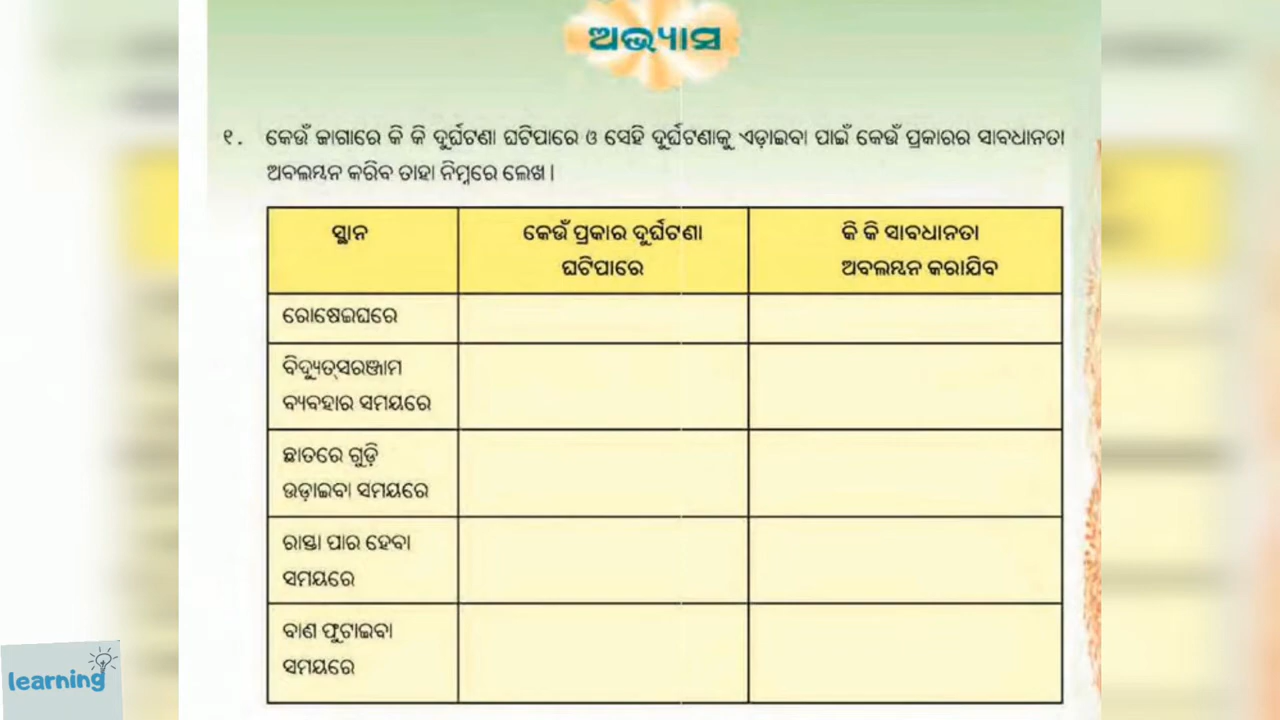 ଅଭ୍ୟାସ
୧. କେଉଁ ଜାଗାରେ କି କି ଦୁର୍ଘଟଣା ଘଟିପାରେ ଓ ସେହି ଦୁର୍ଘଟଣାକୁ ଏଡ଼ାଇବା ପାଇଁ କେଉଁ ପ୍ରକାରର ସାବଧାନତା
ଅବଲମ୍ବନ କରିବ ତାହା ନିମ୍ନରେ ଲେଖ।
ସ୍ଥାନ
କେଉଁ ପ୍ରକାର ଦୁର୍ଘଟଣା
ଘଟିପାରେ
କି କି ସାବଧାନତା
ଅବଲମ୍ବନ କରାଯିବ
ରୋଷେଇଘରେ
ବିଦ୍ୟୁତ୍‌ସରଞ୍ଜାମ
ବ୍ୟବହାର ସମୟରେ
ଛାତରେ ଗୁଡ଼ି
ଉଡ଼ାଇବା ସମୟରେ
ରାସ୍ତା ପାର ହେବା
ସମୟରେ
ବାଣ ଫୁଟାଇବା
ସମୟରେ
learning